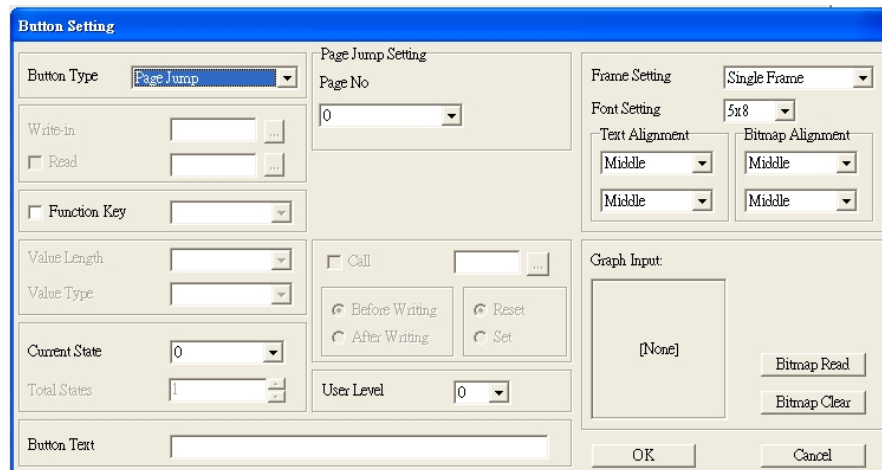 Button Setting
Button Type
Page Jump
Write-in
...
Read
...
Function Key
Value Length
Value Type
Current State
0
Total States
1
Button Text
Page Jump Setting
Page No
0
Call
...
Before Writing
Reset
After Writing
Set
User Level
0
Frame Setting
Single Frame
Font Setting
5x8
Text Alignment
Bitmap Alignment
Middle
Middle
Middle
Middle
Graph Input:
[None]
Bitmap Read
Bitmap Clear
OK
Cancel